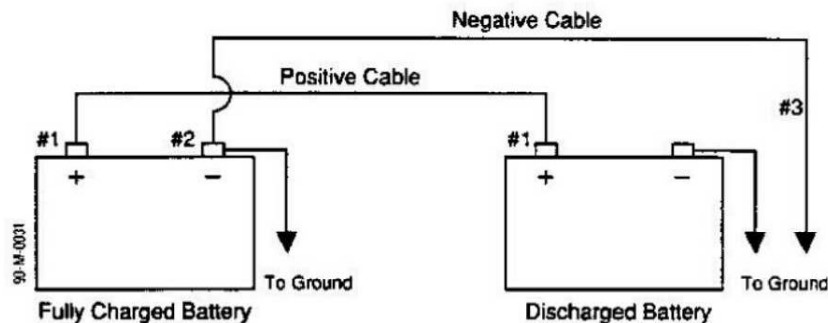 Negative Cable
Positive Cable
#3
#1 #2 #1
+ − + −
90-M-0031
To Ground To Ground
Fully Charged Battery Discharged Battery